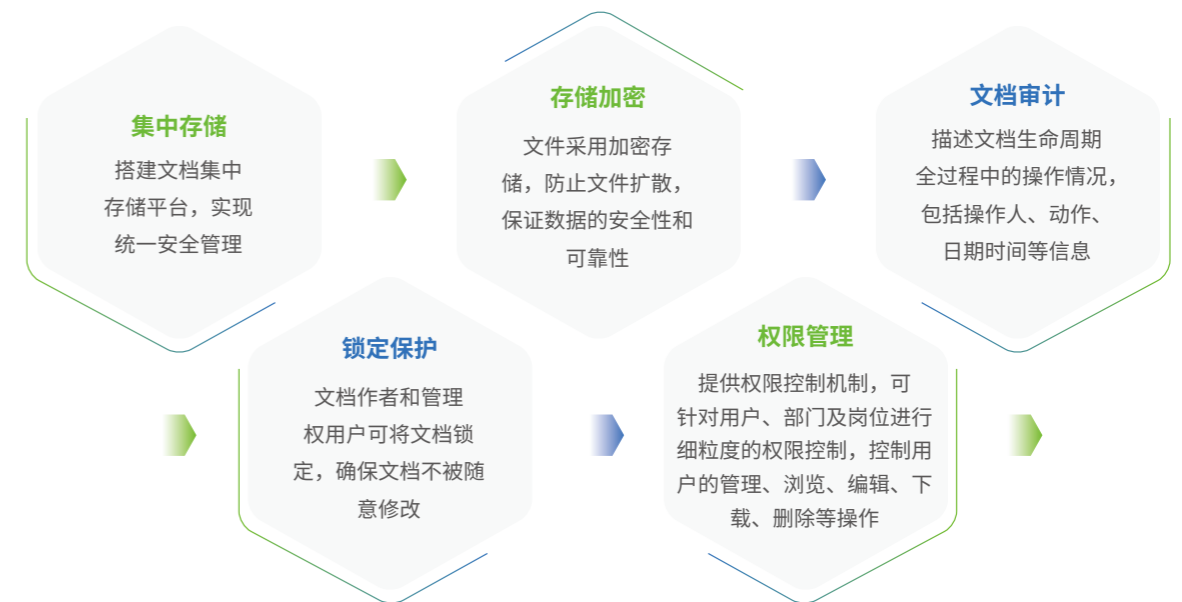 集中存储
搭建文档集中
存储平台，实现
统一安全管理
存储加密
文件采用加密存
储，防止文件扩散，
保证数据的安全性和
可靠性
文档审计
描述文档生命周期
全过程中的操作情况，
包括操作人、动作、
日期时间等信息
锁定保护
文档作者和管理
权用户可将文档锁
定，确保文档不被随
意修改
权限管理
提供权限控制机制，可
针对用户、部门及岗位进行
细粒度的权限控制，控制用
户的管理、浏览、编辑、下
载、删除等操作